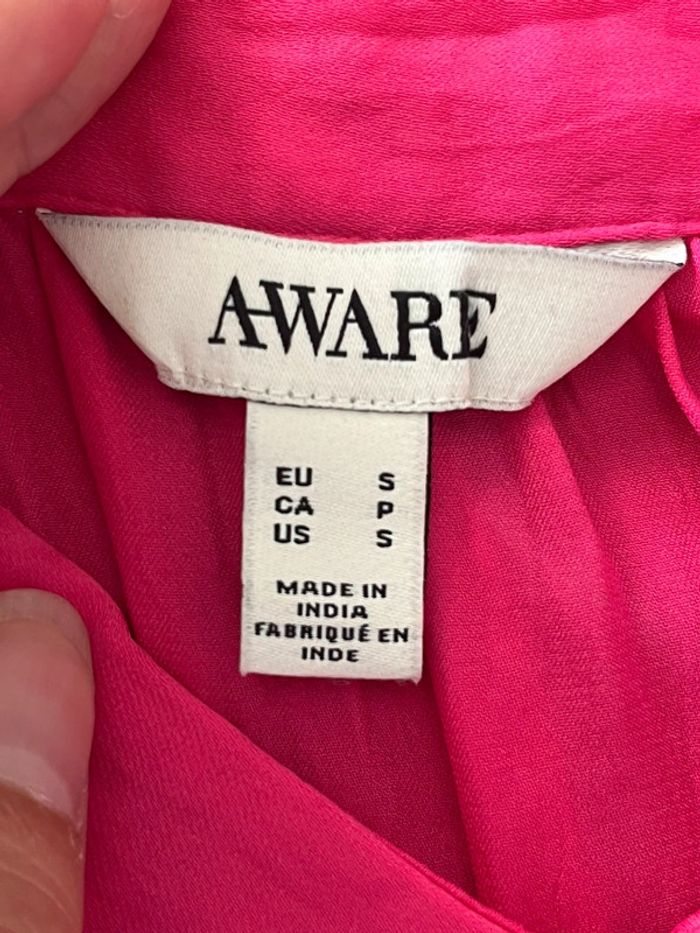 AWARE
EU S
CA P
US S
MADE IN
INDIA
FABRIQUÉ EN
INDE